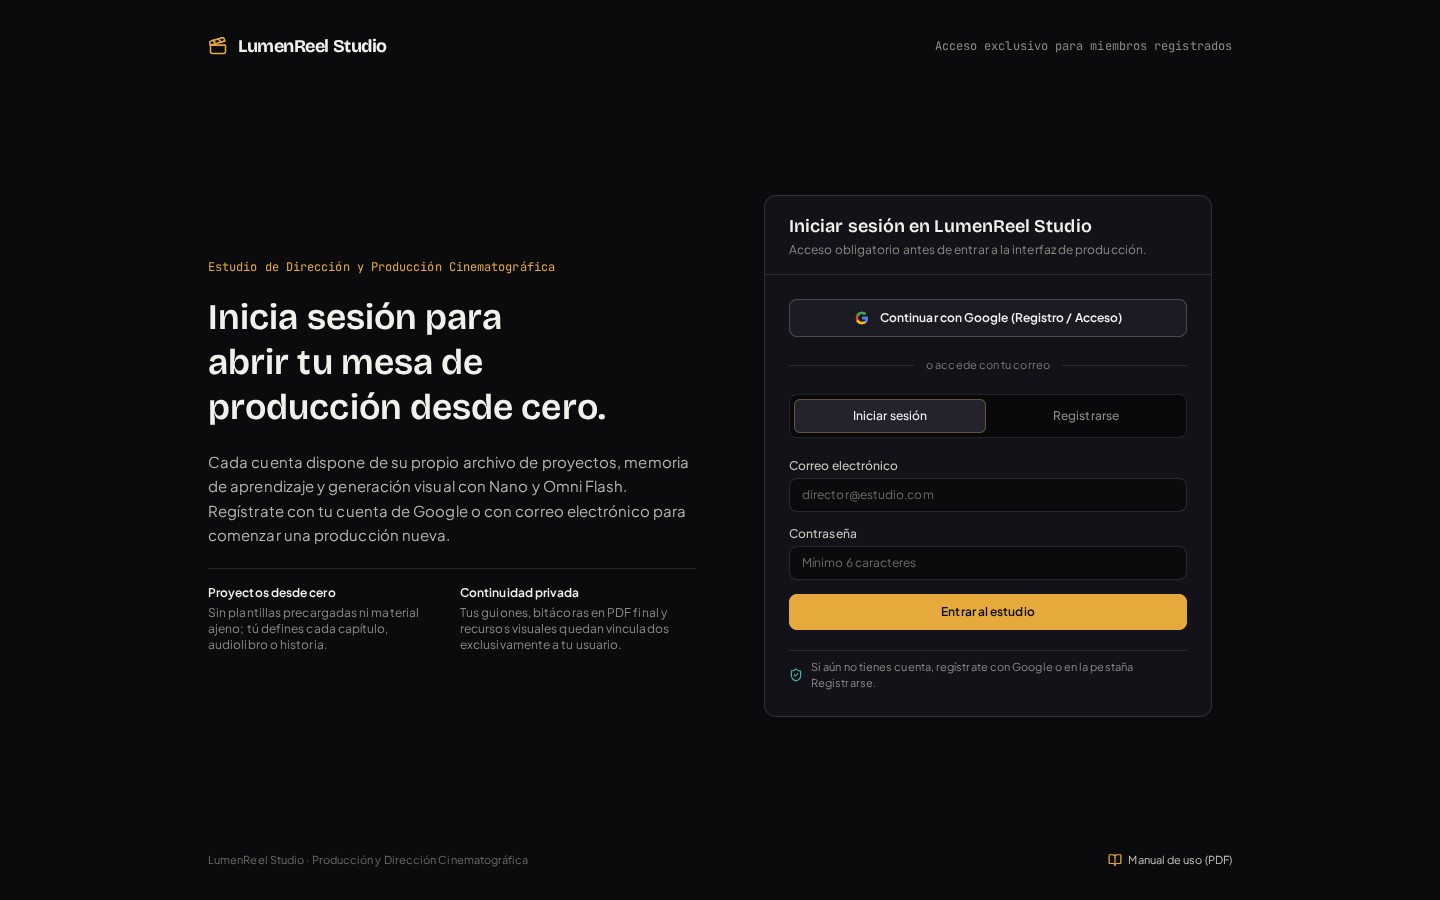 LumenReel Studio
Acceso exclusivo para miembros registrados
Estudio de Dirección y Producción Cinematográfica
Inicia sesión para
abrir tu mesa de
producción desde cero.
Cada cuenta dispone de su propio archivo de proyectos, memoria
de aprendizaje y generación visual con Nano y Omni Flash.
Regístrate con tu cuenta de Google o con correo electrónico para
comenzar una producción nueva.
Proyectos desde cero
Sin plantillas precargadas ni material
ajeno; tú defines cada capítulo,
audiolibro o historia.
Continuidad privada
Tus guiones, bitácoras en PDF final y
recursos visuales quedan vinculados
exclusivamente a tu usuario.
Iniciar sesión en LumenReel Studio
Acceso obligatorio antes de entrar a la interfaz de producción.
Continuar con Google (Registro / Acceso)
o accede con tu correo
Iniciar sesión
Registrarse
Correo electrónico
director@estudio.com
Contraseña
Mínimo 6 caracteres
Entrar al estudio
Si aún no tienes cuenta, regístrate con Google o en la pestaña
Registrarse.
LumenReel Studio · Producción y Dirección Cinematográfica
Manual de uso (PDF)